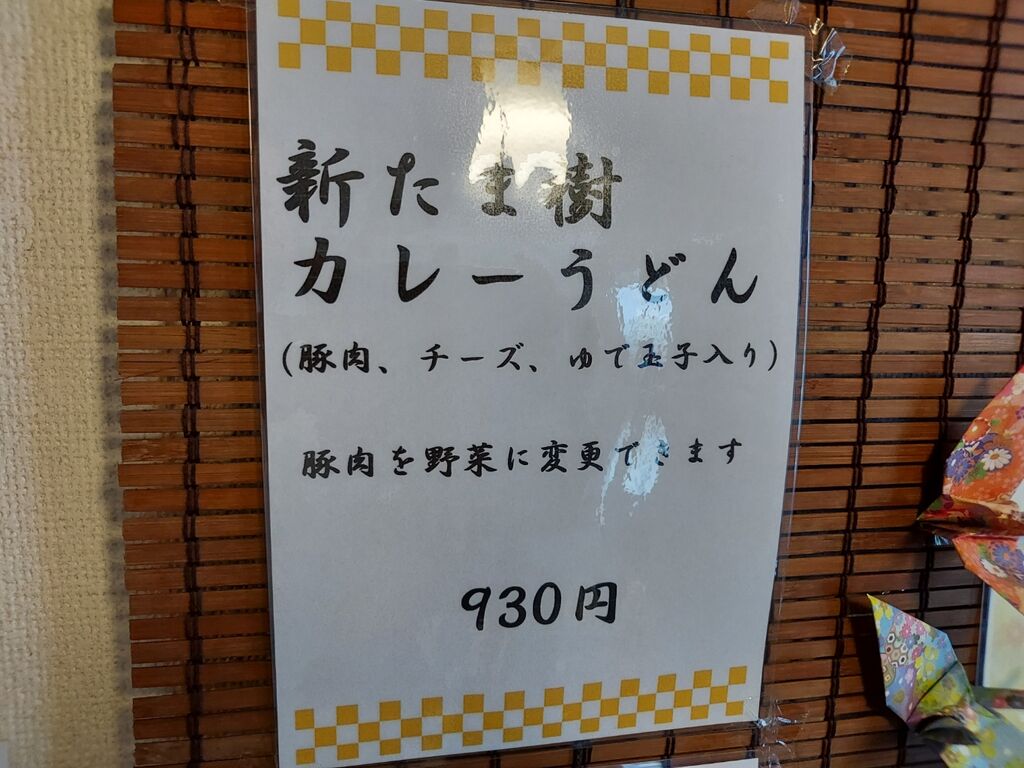 新たま樹
カレーうどん
(豚肉、チーズ、ゆで玉子入り)
豚肉を野菜に変更できます
930円